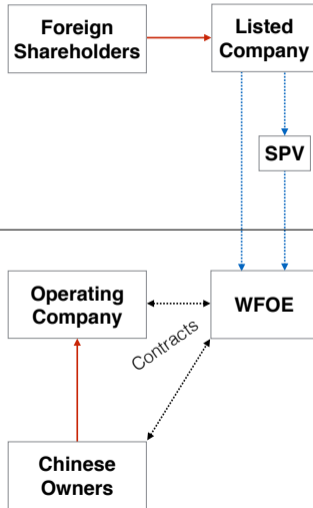 Foreign
Shareholders
Listed
Company
SPV
Operating
Company
WFOE
Contracts
Chinese
Owners